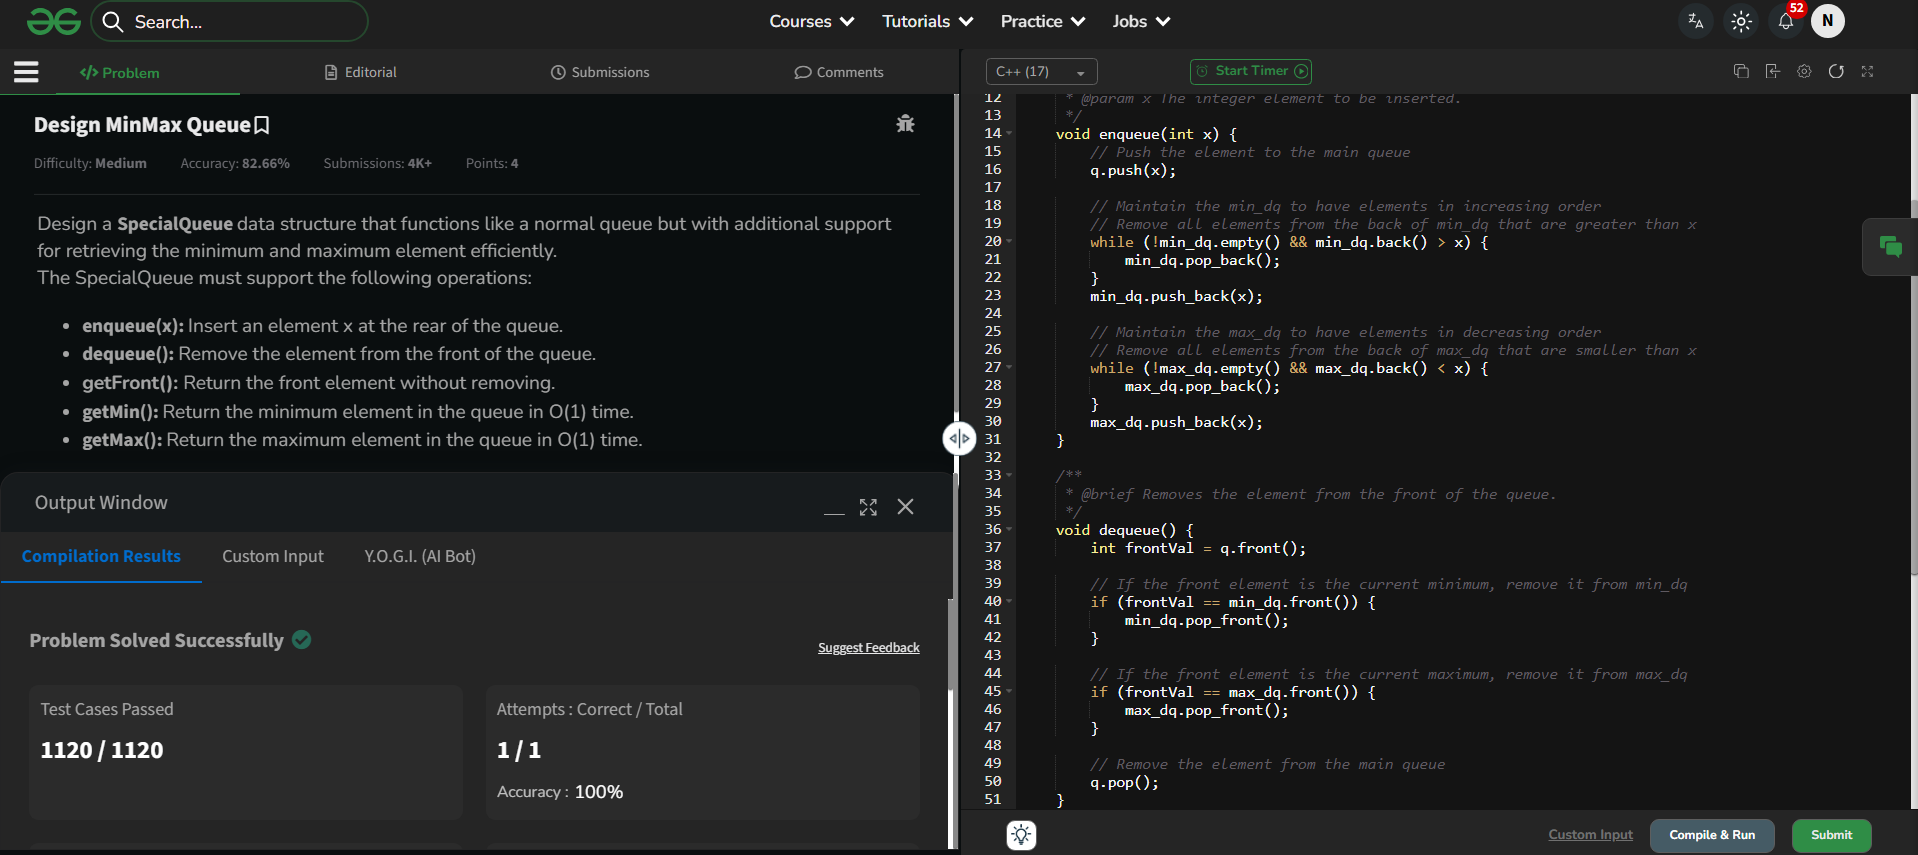 Search...
Courses
Tutorials
Practice
Jobs
52
N
</> Problem
Editorial
Submissions
Comments
C++ (17)
Start Timer
Design MinMax Queue
Difficulty: Medium
Accuracy: 82.66%
Submissions: 4K+
Points: 4
Design a SpecialQueue data structure that functions like a normal queue but with additional support
for retrieving the minimum and maximum element efficiently.
The SpecialQueue must support the following operations:
• enqueue(x): Insert an element x at the rear of the queue.
• dequeue(): Remove the element from the front of the queue.
• getFront(): Return the front element without removing.
• getMin(): Return the minimum element in the queue in O(1) time.
• getMax(): Return the maximum element in the queue in O(1) time.
Output Window
Compilation Results
Custom Input
Y.O.G.I. (AI Bot)
Problem Solved Successfully
Suggest Feedback
Test Cases Passed
1120 / 1120
Attempts : Correct / Total
1 / 1
Accuracy : 100%
12 * @param x The integer element to be inserted.
13 */
14 void enqueue(int x) {
15 // Push the element to the main queue
16 q.push(x);
17
18 // Maintain the min_dq to have elements in increasing order
19 // Remove all elements from the back of min_dq that are greater than x
20 while (!min_dq.empty() && min_dq.back() > x) {
21 min_dq.pop_back();
22 }
23 min_dq.push_back(x);
24
25 // Maintain the max_dq to have elements in decreasing order
26 // Remove all elements from the back of max_dq that are smaller than x
27 while (!max_dq.empty() && max_dq.back() < x) {
28 max_dq.pop_back();
29 }
30 max_dq.push_back(x);
31 }
32
33 /**
34 * @brief Removes the element from the front of the queue.
35 */
36 void dequeue() {
37 int frontVal = q.front();
38
39 // If the front element is the current minimum, remove it from min_dq
40 if (frontVal == min_dq.front()) {
41 min_dq.pop_front();
42 }
43
44 // If the front element is the current maximum, remove it from max_dq
45 if (frontVal == max_dq.front()) {
46 max_dq.pop_front();
47 }
48
49 // Remove the element from the main queue
50 q.pop();
51 }
Custom Input
Compile & Run
Submit